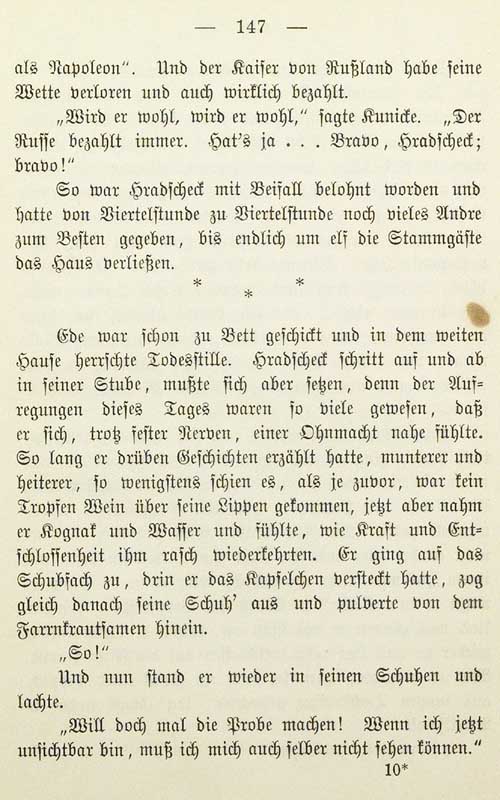 — 147 —
als Napoleon“. Und der Kaiser von Rußland habe seine
Wette verloren und auch wirklich bezahlt.
„Wird er wohl, wird er wohl,“ sagte Kunicke. „Der
Russe bezahlt immer. Hat's ja . . . Bravo, Hradscheck;
bravo!“
So war Hradscheck mit Beifall belohnt worden und
hatte von Viertelstunde zu Viertelstunde noch vieles Andre
zum Besten gegeben, bis endlich um elf die Stammgäste
das Haus verließen.
* * *
Ede war schon zu Bett geschickt und in dem weiten
Hause herrschte Todesstille. Hradscheck schritt auf und ab
in seiner Stube, mußte sich aber setzen, denn der Auf-
regungen dieses Tages waren so viele gewesen, daß
er sich, trotz fester Nerven, einer Ohnmacht nahe fühlte.
So lang er drüben Geschichten erzählt hatte, munterer und
heiterer, so wenigstens schien es, als je zuvor, war kein
Tropfen Wein über seine Lippen gekommen, jetzt aber nahm
er Kognak und Wasser und fühlte, wie Kraft und Ent-
schlossenheit ihm rasch wiederkehrten. Er ging auf das
Schubfach zu, drin er das Kapselchen versteckt hatte, zog
gleich danach seine Schuh' aus und pulverte von dem
Farrnkrautsamen hinein.
„So!“
Und nun stand er wieder in seinen Schuhen und
lachte.
„Will doch mal die Probe machen! Wenn ich jetzt
unsichtbar bin, muß ich mich auch selber nicht sehen können.“
10*